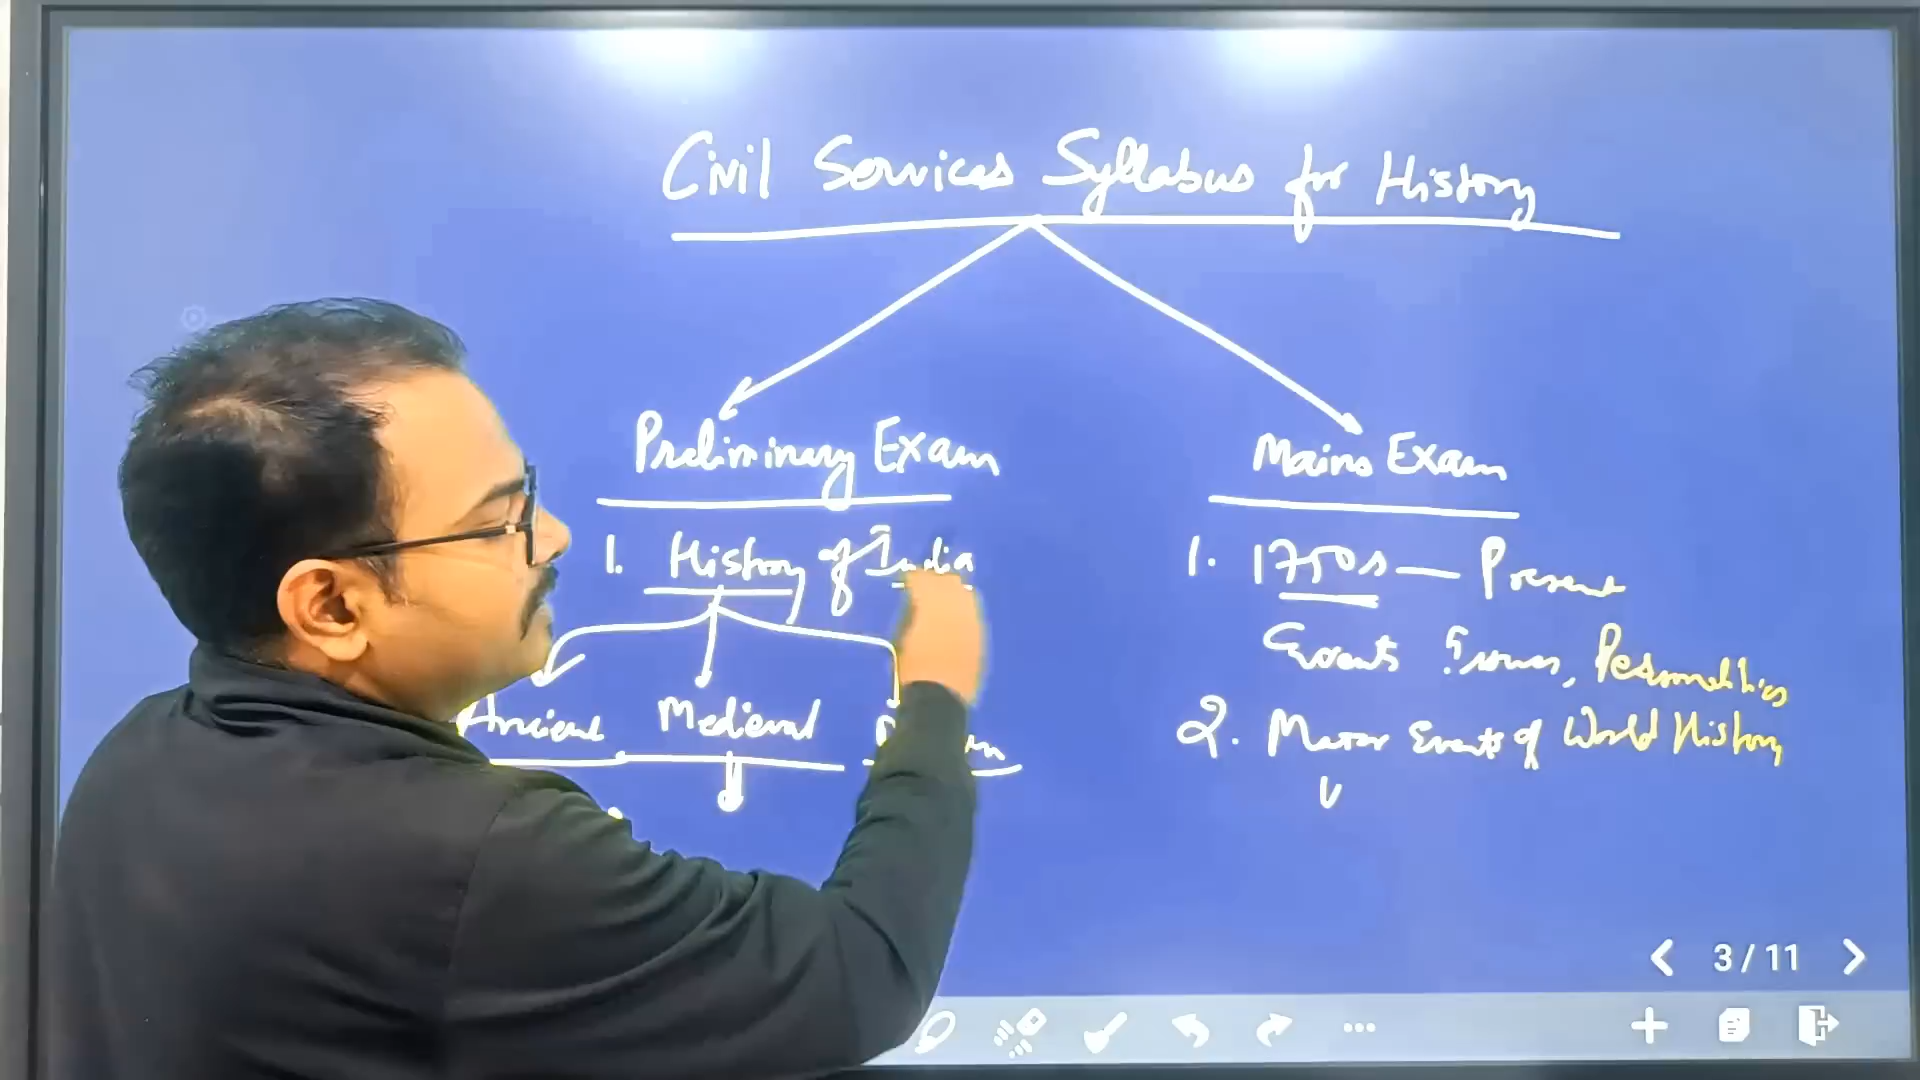 Civil Services Syllabus for History
Preliminary Exam
1. History of India
Ancient Medieval
Mains Exam
1. 1750s — Present
Events Issues, Personalities
2. Major Events of World History
3 / 11